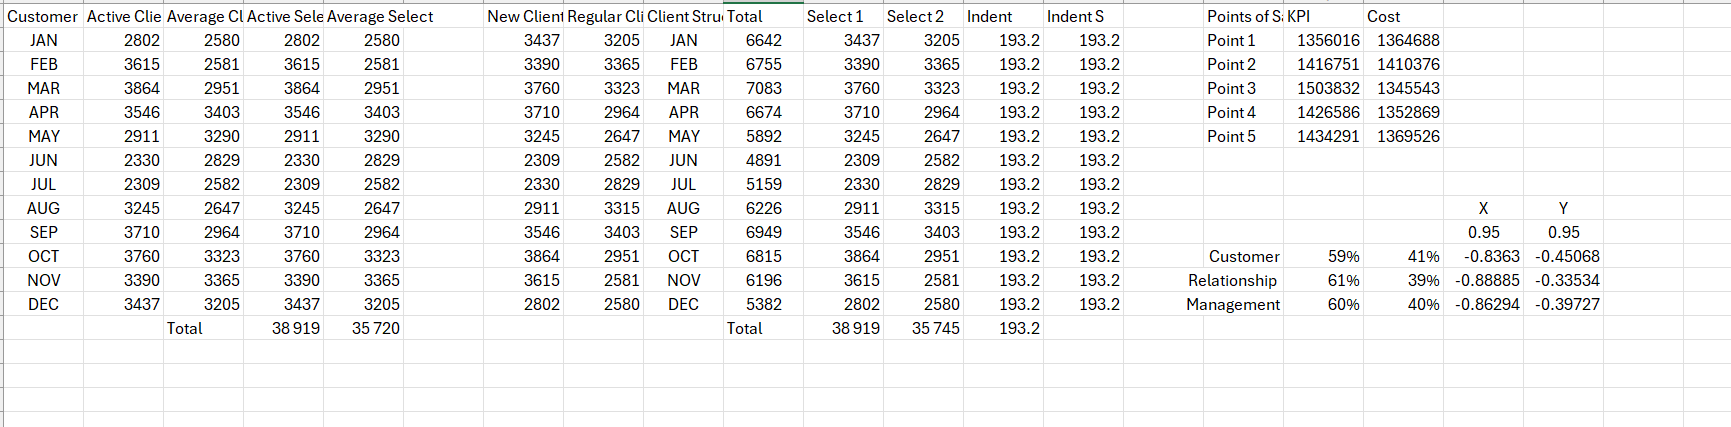 Customer Active Clie Average Cl Active Sele Average Select New Client Regular Cli Client Stru Total Select 1 Select 2 Indent Indent S Points of Sa KPI Cost
JAN 2802 2580 2802 2580 3437 3205 JAN 6642 3437 3205 193.2 193.2 Point 1 1356016 1364688
FEB 3615 2581 3615 2581 3390 3365 FEB 6755 3390 3365 193.2 193.2 Point 2 1416751 1410376
MAR 3864 2951 3864 2951 3760 3323 MAR 7083 3760 3323 193.2 193.2 Point 3 1503832 1345543
APR 3546 3403 3546 3403 3710 2964 APR 6674 3710 2964 193.2 193.2 Point 4 1426586 1352869
MAY 2911 3290 2911 3290 3245 2647 MAY 5892 3245 2647 193.2 193.2 Point 5 1434291 1369526
JUN 2330 2829 2330 2829 2309 2582 JUN 4891 2309 2582 193.2 193.2
JUL 2309 2582 2309 2582 2330 2829 JUL 5159 2330 2829 193.2 193.2
AUG 3245 2647 3245 2647 2911 3315 AUG 6226 2911 3315 193.2 193.2 X Y
SEP 3710 2964 3710 2964 3546 3403 SEP 6949 3546 3403 193.2 193.2 0.95 0.95
OCT 3760 3323 3760 3323 3864 2951 OCT 6815 3864 2951 193.2 193.2 Customer 59% 41% -0.8363 -0.45068
NOV 3390 3365 3390 3365 3615 2581 NOV 6196 3615 2581 193.2 193.2 Relationship 61% 39% -0.88885 -0.33534
DEC 3437 3205 3437 3205 2802 2580 DEC 5382 2802 2580 193.2 193.2 Management 60% 40% -0.86294 -0.39727
Total 38 919 35 720 Total 38 919 35 745 193.2